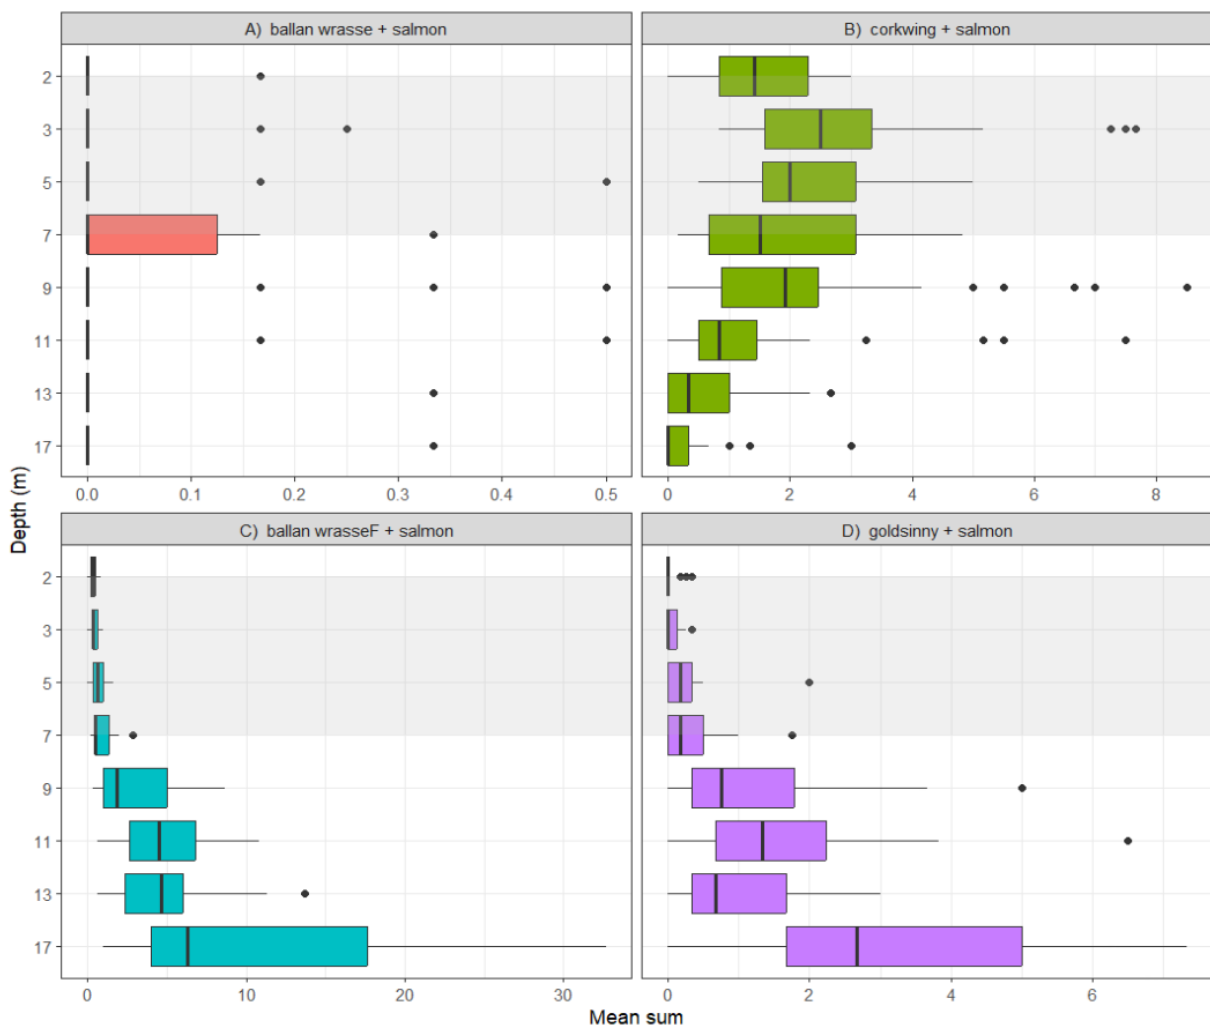 A)  ballan wrasse + salmon
B)  corkwing + salmon
2
3
5
7
9
11
13
17
0.0 0.1 0.2 0.3 0.4 0.5
0 2 4 6 8
Depth (m)
C)  ballan wrasseF + salmon
D)  goldsinny + salmon
2
3
5
7
9
11
13
17
0 10 20 30
0 2 4 6
Mean sum